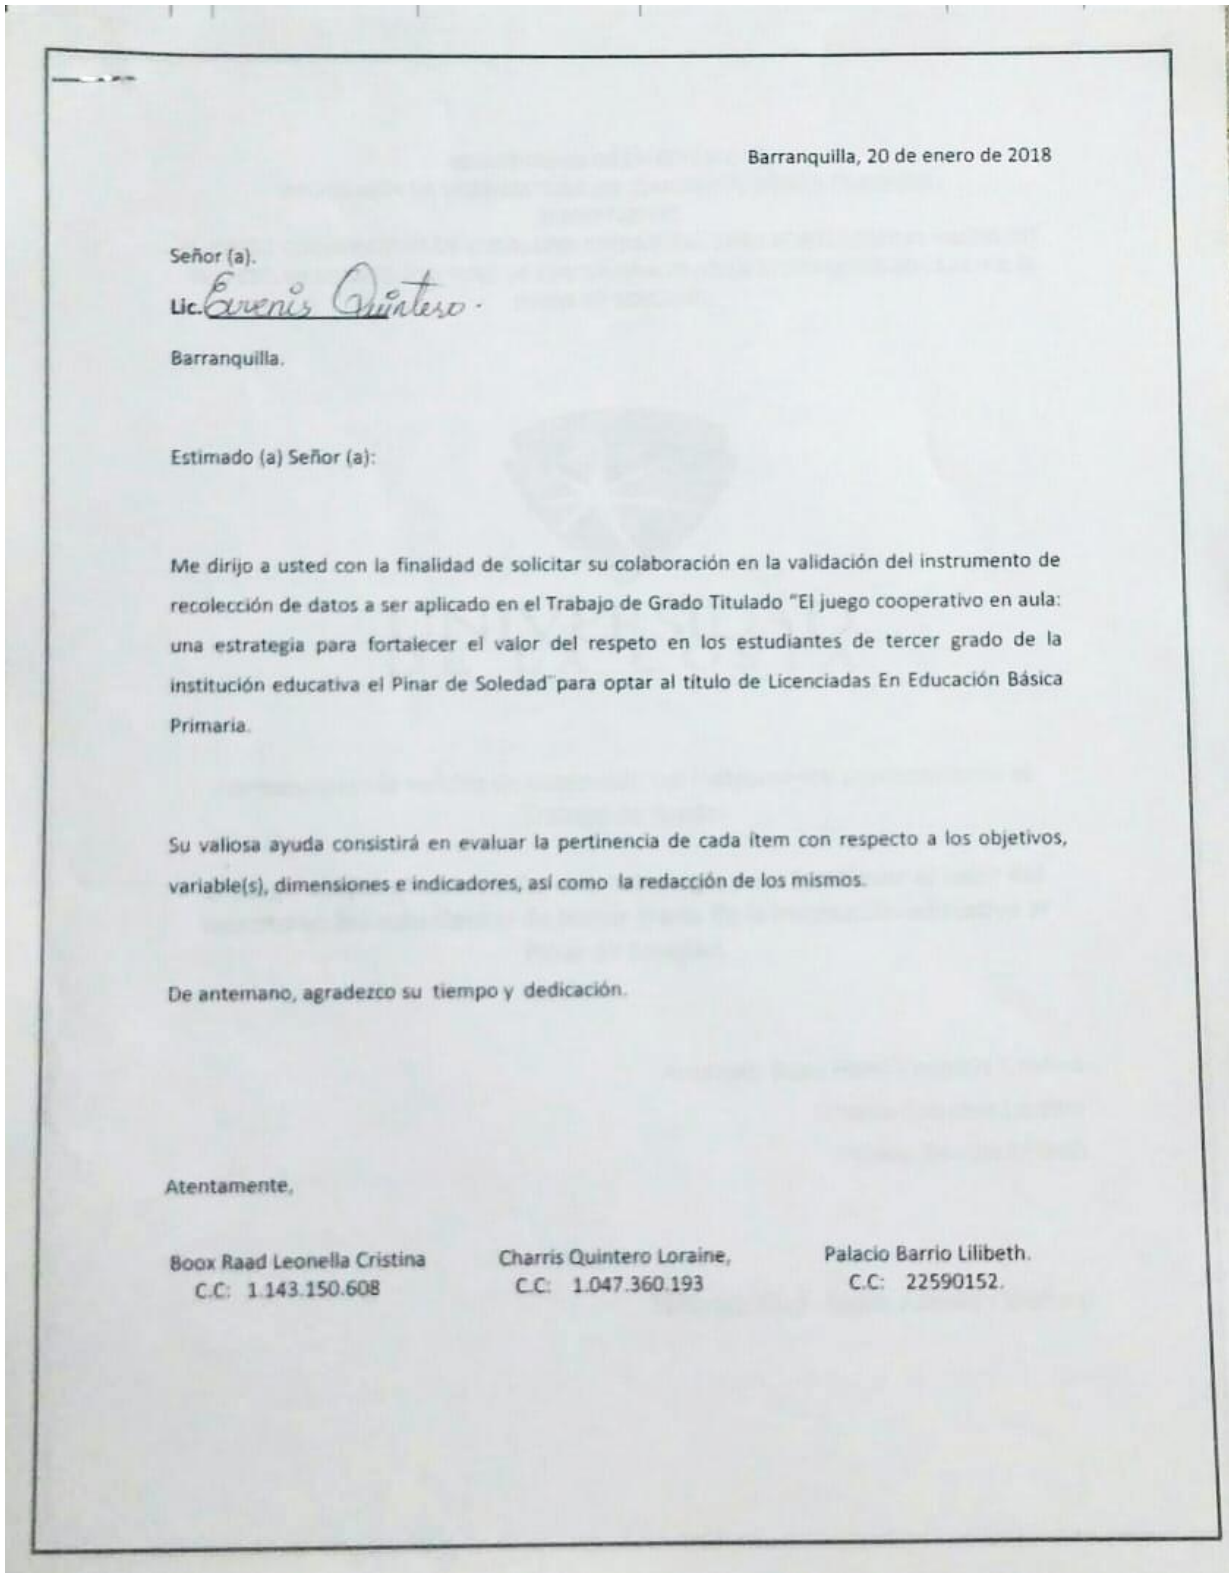 Barranquilla, 20 de enero de 2018
Señor (a).
Lic. Evenis Quintero.
Barranquilla.
Estimado (a) Señor (a):
Me dirijo a usted con la finalidad de solicitar su colaboración en la validación del instrumento de
recolección de datos a ser aplicado en el Trabajo de Grado Titulado “El juego cooperativo en aula:
una estrategia para fortalecer el valor del respeto en los estudiantes de tercer grado de la
institución educativa el Pinar de Soledad¨para optar al título de Licenciadas En Educación Básica
Primaria.
Su valiosa ayuda consistirá en evaluar la pertinencia de cada ítem con respecto a los objetivos,
variable(s), dimensiones e indicadores, así como la redacción de los mismos.
De antemano, agradezco su tiempo y dedicación.
Atentamente,
Boox Raad Leonella Cristina Charris Quintero Loraine, Palacio Barrio Lilibeth.
C.C: 1.143.150.608 C.C: 1.047.360.193 C.C: 22590152.